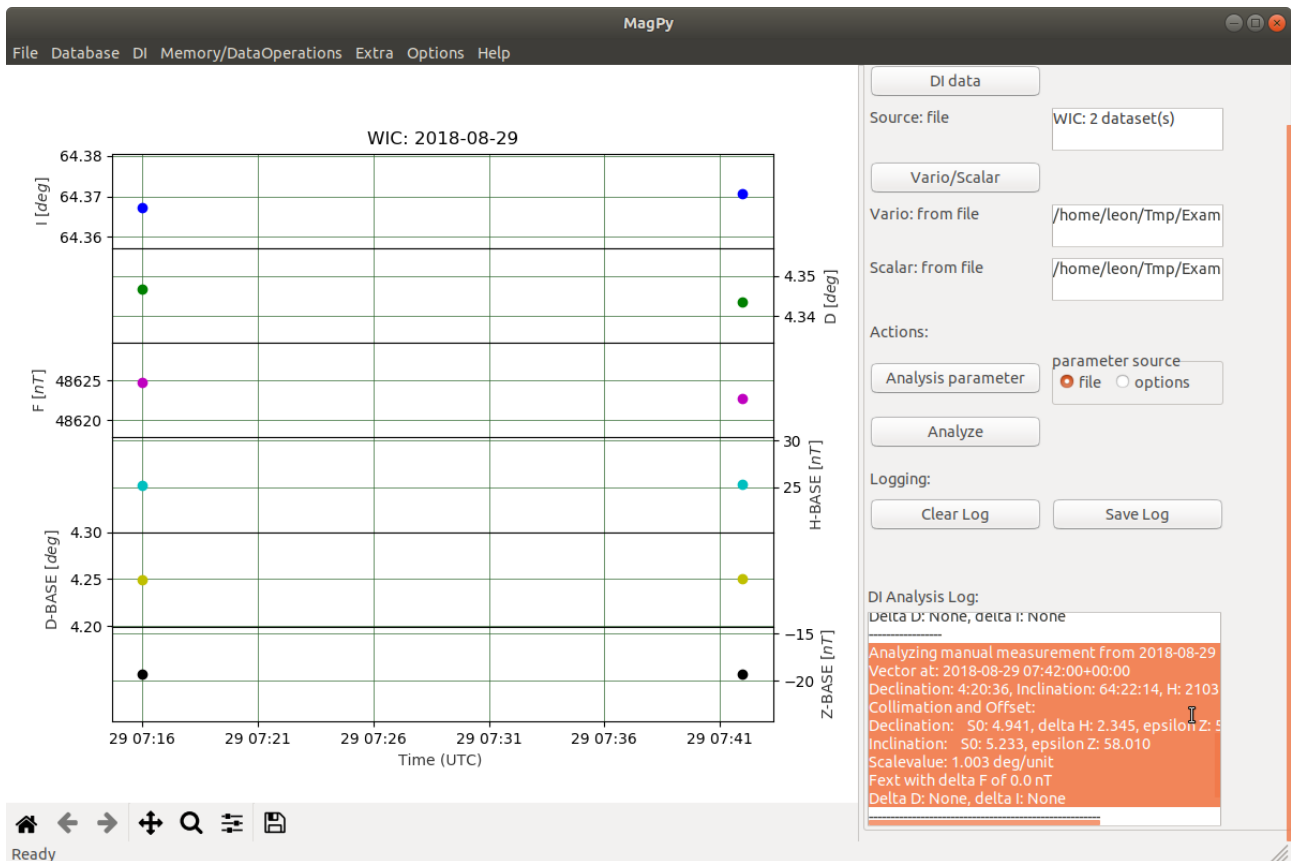 MagPy
File Database DI Memory/DataOperations Extra Options Help
WIC: 2018-08-29
64.38
64.37
64.36
I [deg]
4.35
4.34
D [deg]
48625
48620
F [nT]
30
25
H-BASE [nT]
4.30
4.25
4.20
D-BASE [deg]
−15
−20
Z-BASE [nT]
29 07:16 29 07:21 29 07:26 29 07:31 29 07:36 29 07:41
Time (UTC)
Ready
DI data
Source: file
WIC: 2 dataset(s)
Vario/Scalar
Vario: from file
/home/leon/Tmp/Exam
Scalar: from file
/home/leon/Tmp/Exam
Actions:
Analysis parameter
parameter source
file options
Analyze
Logging:
Clear Log Save Log
DI Analysis Log:
Delta D: None, delta I: None
-----------------
Analyzing manual measurement from 2018-08-29
Vector at: 2018-08-29 07:42:00+00:00
Declination: 4:20:36, Inclination: 64:22:14, H: 2103
Collimation and Offset:
Declination: S0: 4.941, delta H: 2.345, epsilon Z: 5
Inclination: S0: 5.233, epsilon Z: 58.010
Scalevalue: 1.003 deg/unit
Fext with delta F of 0.0 nT
Delta D: None, delta I: None
------------------------------------------------------